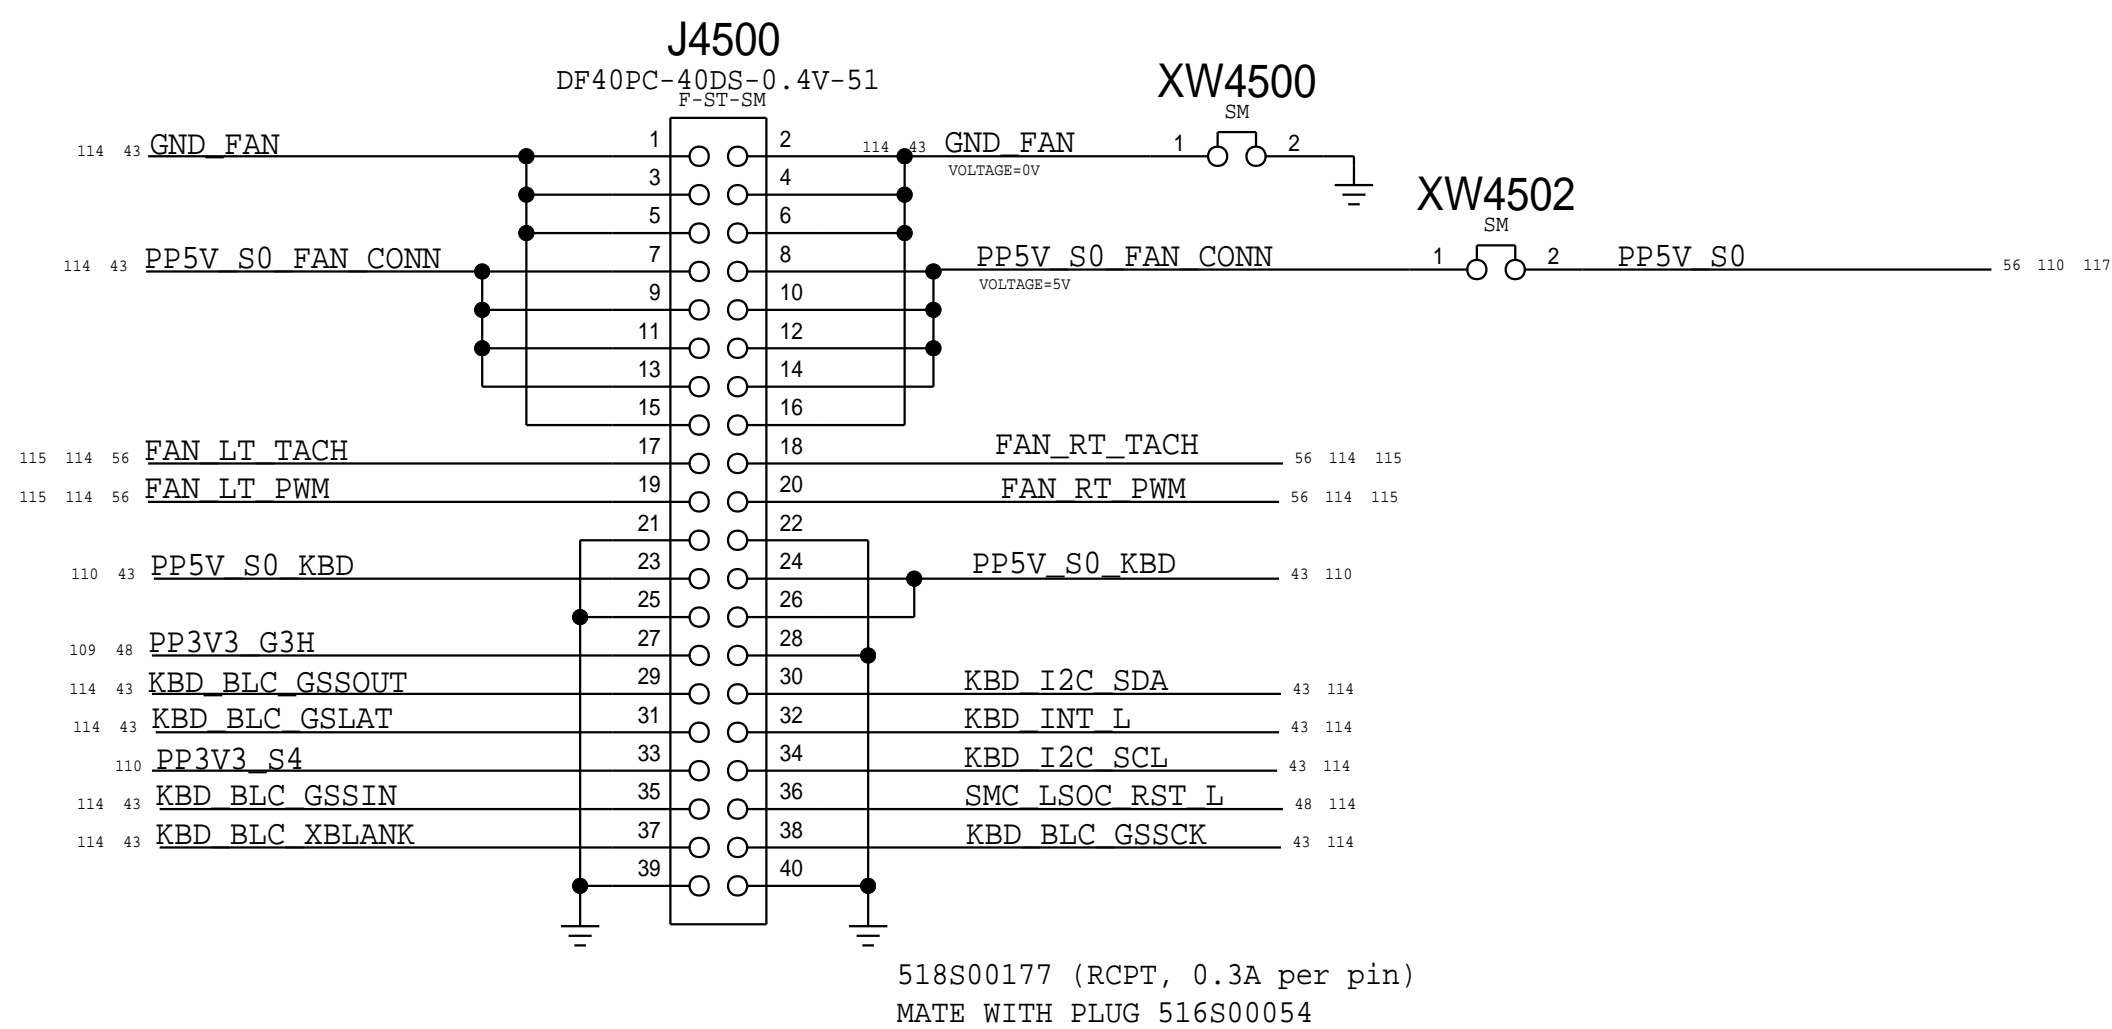 J4500
DF40PC-40DS-0.4V-51
F-ST-SM
XW4500
SM
114 43 GND_FAN 1 2 114 43 GND_FAN 1 2
VOLTAGE=0V
3 4
XW4502
SM
5 6
114 43 PP5V_S0_FAN_CONN 7 8 PP5V_S0_FAN_CONN 1 2 PP5V_S0 56 110 117
VOLTAGE=5V
9 10
11 12
13 14
15 16
115 114 56 FAN_LT_TACH 17 18 FAN_RT_TACH 56 114 115
115 114 56 FAN_LT_PWM 19 20 FAN_RT_PWM 56 114 115
21 22
110 43 PP5V_S0_KBD 23 24 PP5V_S0_KBD 43 110
25 26
109 48 PP3V3_G3H 27 28
114 43 KBD_BLC_GSSOUT 29 30 KBD_I2C_SDA 43 114
114 43 KBD_BLC_GSLAT 31 32 KBD_INT_L 43 114
110 PP3V3_S4 33 34 KBD_I2C_SCL 43 114
114 43 KBD_BLC_GSSIN 35 36 SMC_LSOC_RST_L 48 114
114 43 KBD_BLC_XBLANK 37 38 KBD_BLC_GSSCK 43 114
39 40
518S00177 (RCPT, 0.3A per pin)
MATE WITH PLUG 516S00054